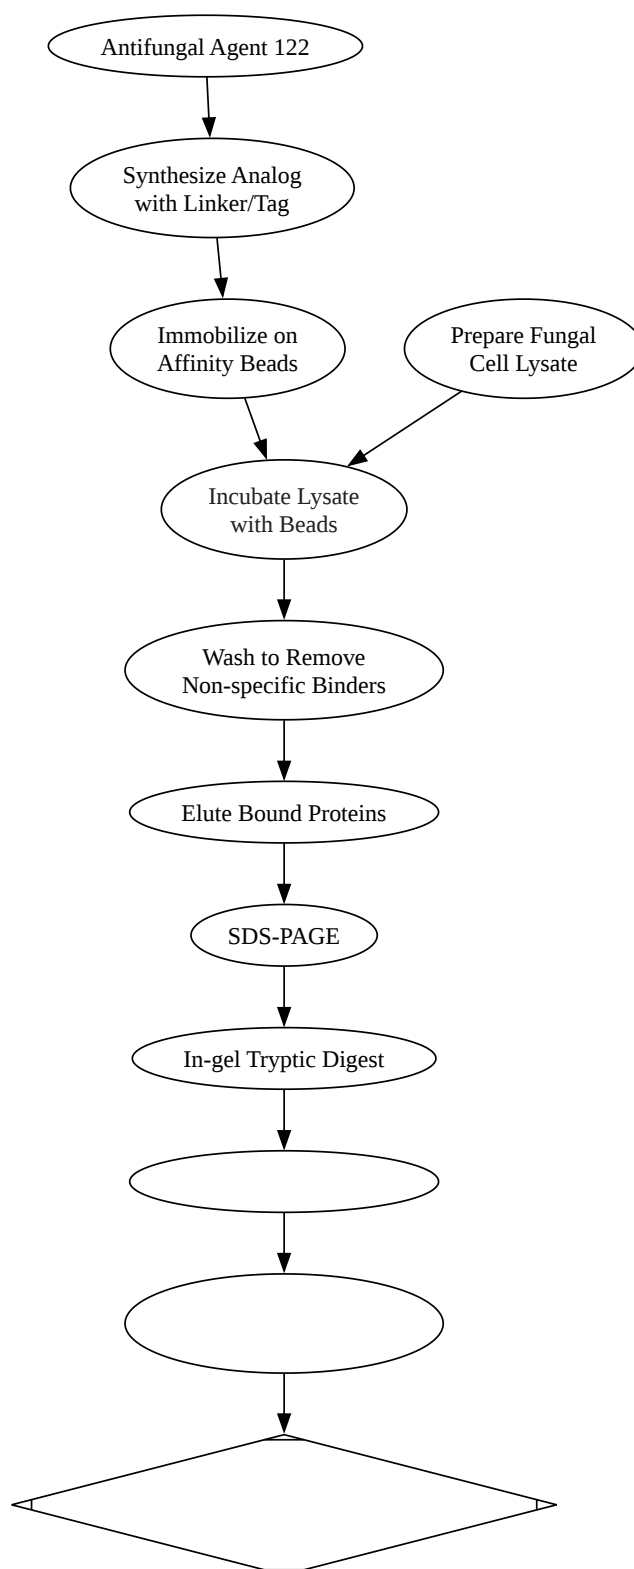 Antifungal Agent 122
Synthesize Analog
with Linker/Tag
Immobilize on
Affinity Beads
Prepare Fungal
Cell Lysate
Incubate Lysate
with Beads
Wash to Remove
Non-specific Binders
Elute Bound Proteins
SDS-PAGE
In-gel Tryptic Digest